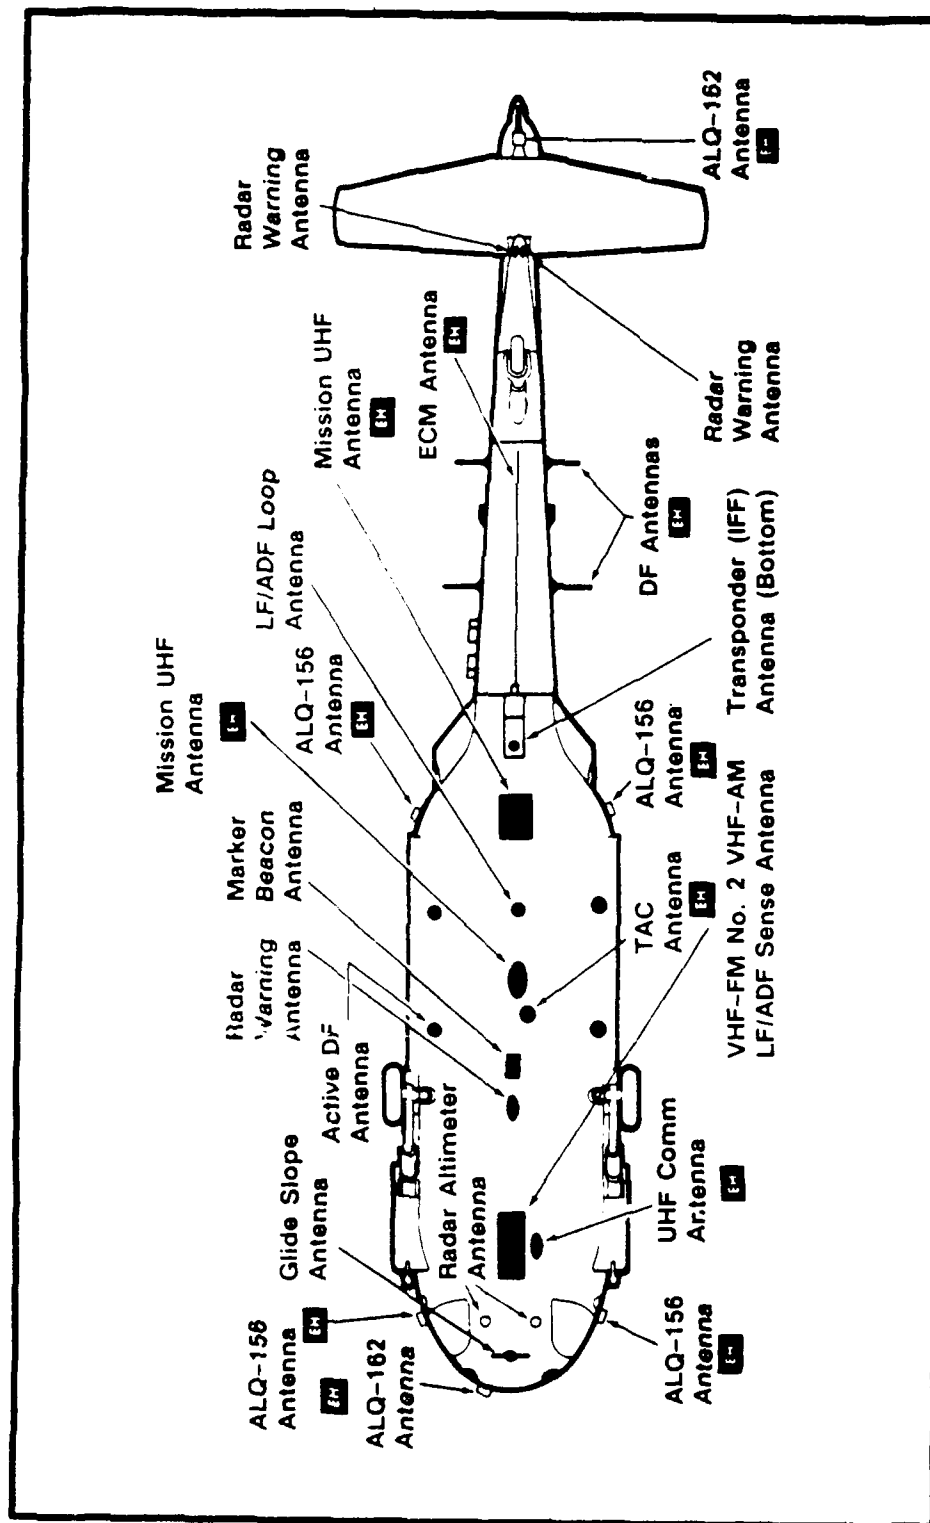 ALQ-156
Antenna
EH
EH
ALQ-162
Antenna
Glide Slope
Antenna
Radar Altimeter
Antenna
Active DF
Antenna
Radar
Warning
Antenna
Marker
Beacon
Antenna
Mission UHF
Antenna
EH
ALQ-156
Antenna
EH
LF/ADF Loop
Antenna
Mission UHF
Antenna
EH
ECM Antenna
EH
Radar
Warning
Antenna
ALQ-156
Antenna
EH
UHF Comm
Antenna
EH
VHF-FM No. 2 VHF-AM
LF/ADF Sense Antenna
TAC
Antenna
EH
ALQ-156
Antenna
EH
Transponder (IFF)
Antenna (Bottom)
DF Antennas
EH
Radar
Warning
Antenna
ALQ-162
Antenna
EH